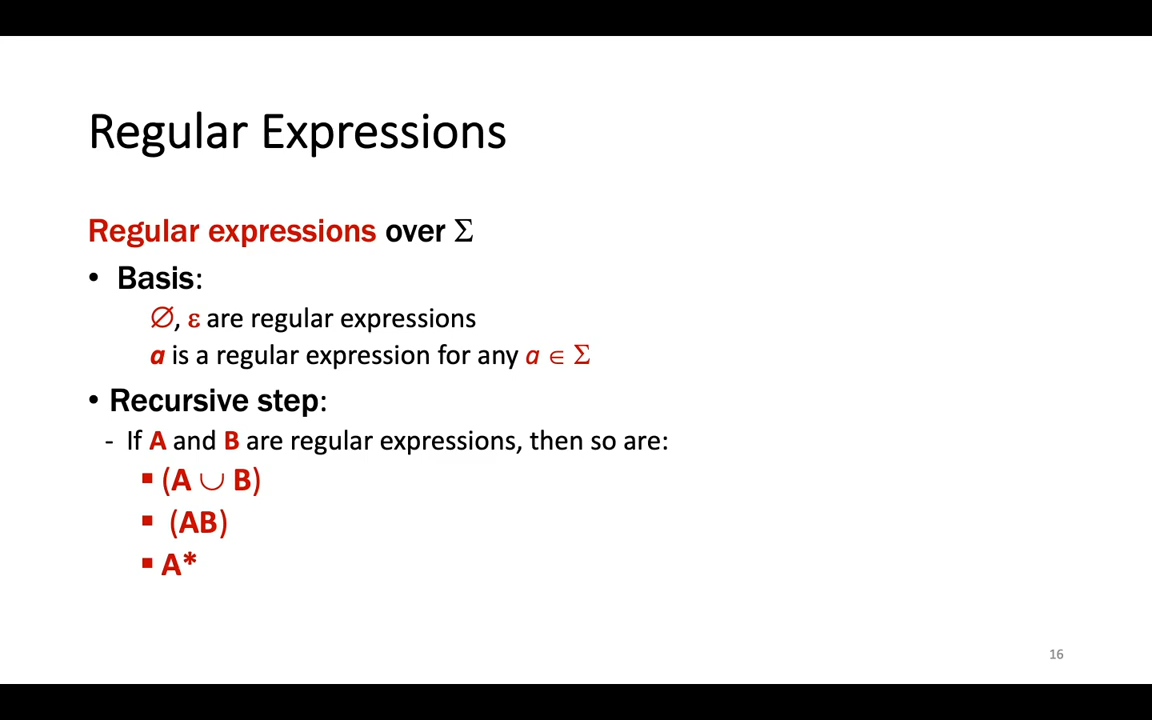 Regular Expressions
Regular expressions over Σ
• Basis:
∅, ε are regular expressions
a is a regular expression for any a ∈ Σ
• Recursive step:
- If A and B are regular expressions, then so are:
▪ (A ∪ B)
▪ (AB)
▪ A*
16